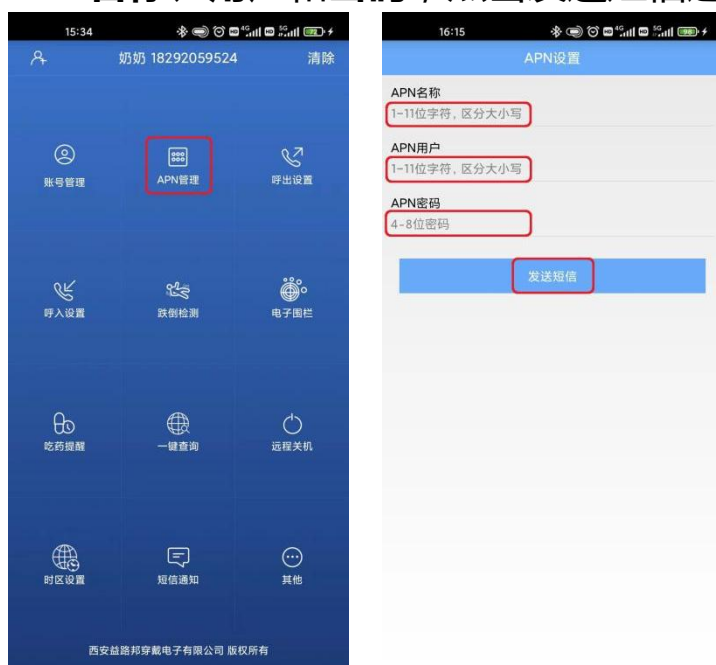 15:34
4G
5G
72
奶奶 18292059524
清除
账号管理
APN管理
呼出设置
呼入设置
跌倒检测
电子围栏
吃药提醒
一键查询
远程关机
时区设置
短信通知
其他
西安益路邦穿戴电子有限公司 版权所有
16:15
4G
5G
98
APN设置
APN名称
1-11位字符, 区分大小写
APN用户
1-11位字符, 区分大小写
APN密码
4-8位密码
发送短信